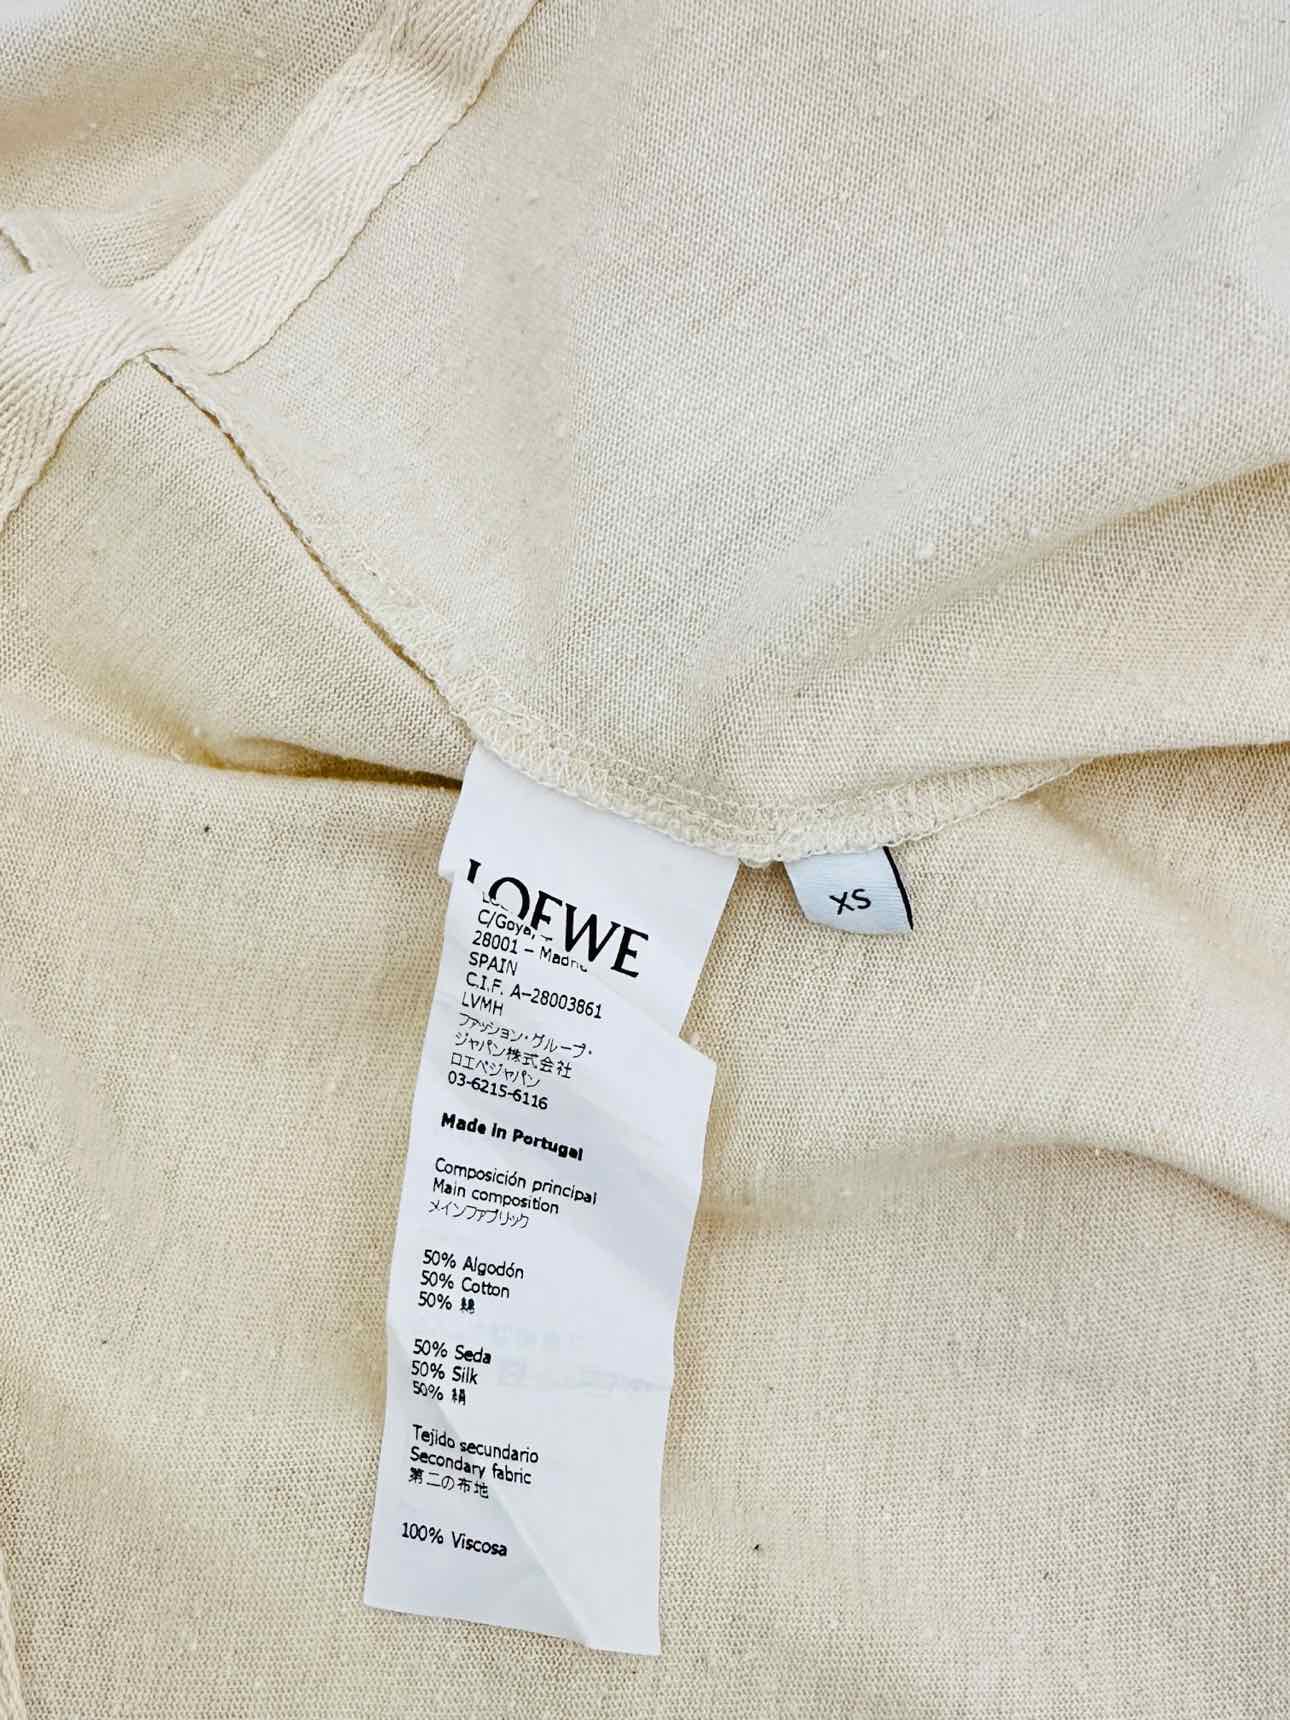 LOEWE
C/Goya,
28001 – Madrid
SPAIN
C.I.F. A-28003861
LVMH
ファッション・グループ・
ジャパン株式会社
ロエベジャパン
03-6215-6116
Made in Portugal
Composición principal
Main composition
メインファブリック
50% Algodón
50% Cotton
50% 綿
50% Seda
50% Silk
50% 絹
Tejido secundario
Secondary fabric
第二の布地
100% Viscosa
XS